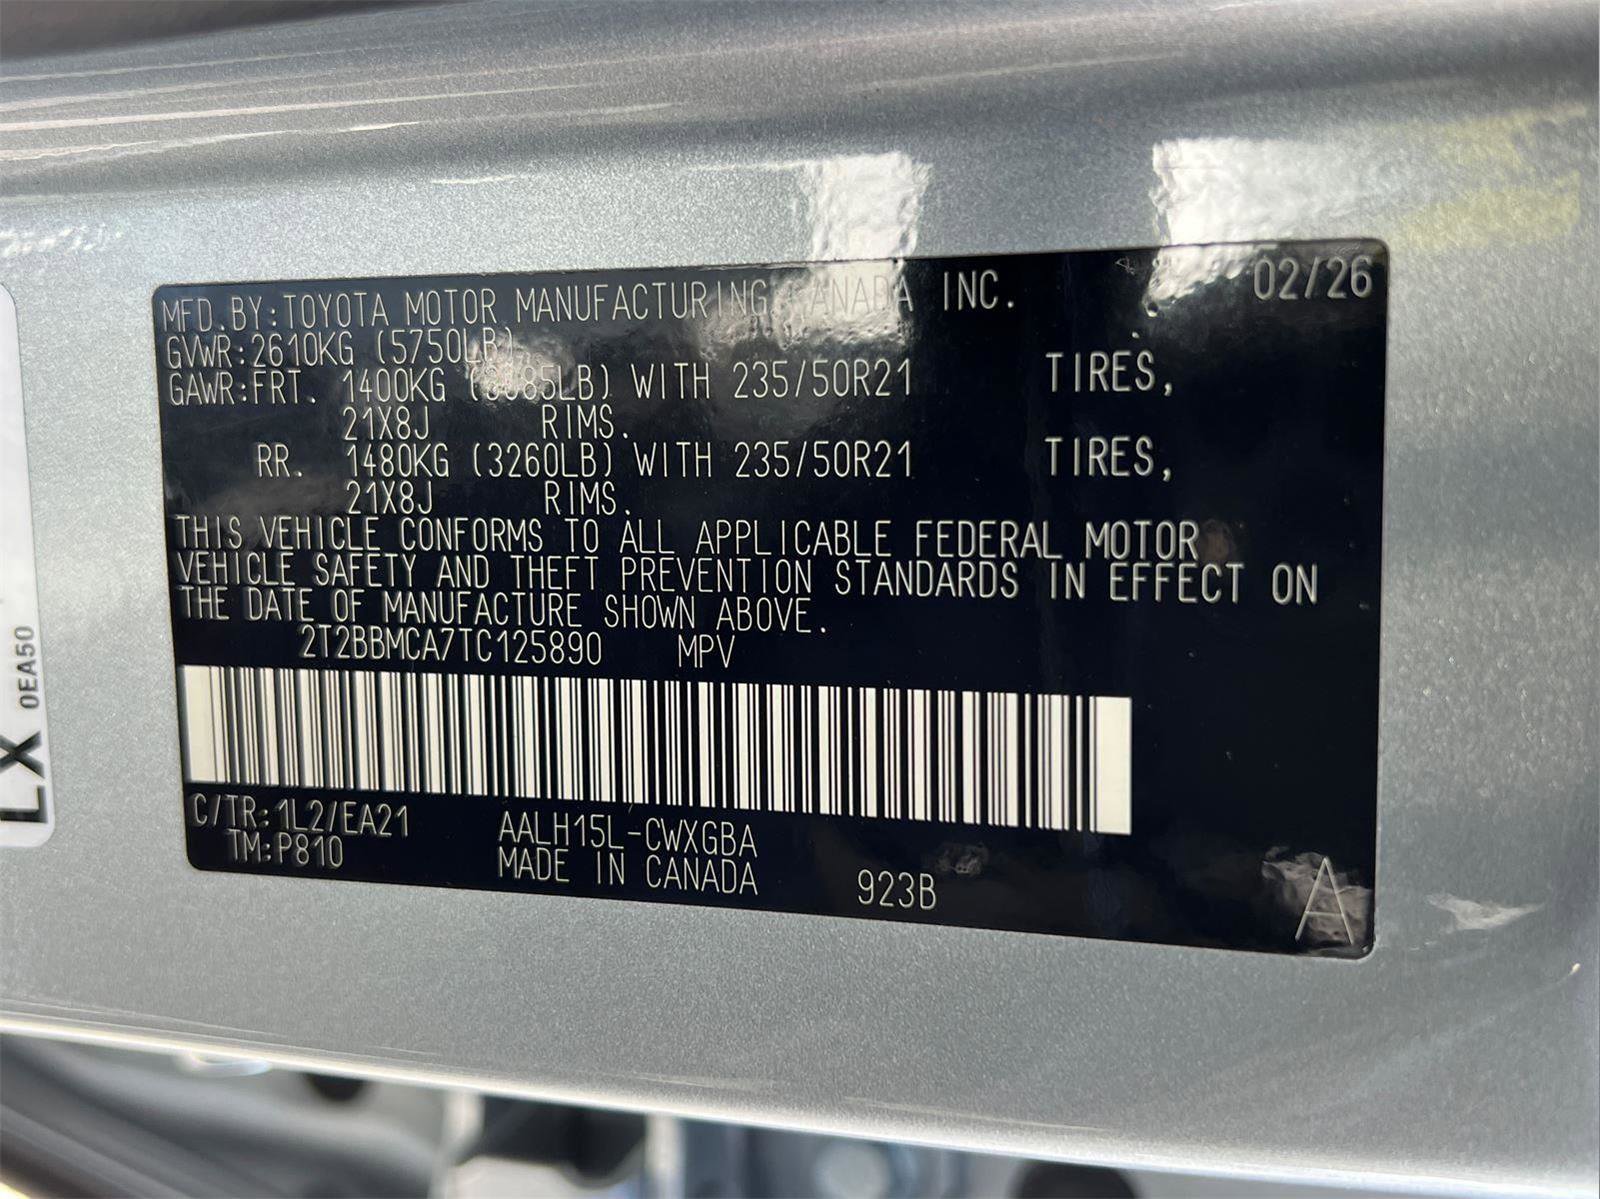 MFD.BY:TOYOTA MOTOR MANUFACTURING CANADA INC. 02/26
GVWR:2610KG (5750LB)
GAWR:FRT. 1400KG (3085LB) WITH 235/50R21 TIRES,
21X8J RIMS.
RR. 1480KG (3260LB) WITH 235/50R21 TIRES,
21X8J RIMS.
THIS VEHICLE CONFORMS TO ALL APPLICABLE FEDERAL MOTOR
VEHICLE SAFETY AND THEFT PREVENTION STANDARDS IN EFFECT ON
THE DATE OF MANUFACTURE SHOWN ABOVE.
2T2BBMCA7TC125890 MPV
C/TR:1L2/EA21 AALH15L-CWXGBA
TM:P810 MADE IN CANADA 923B A
LX 0EA50